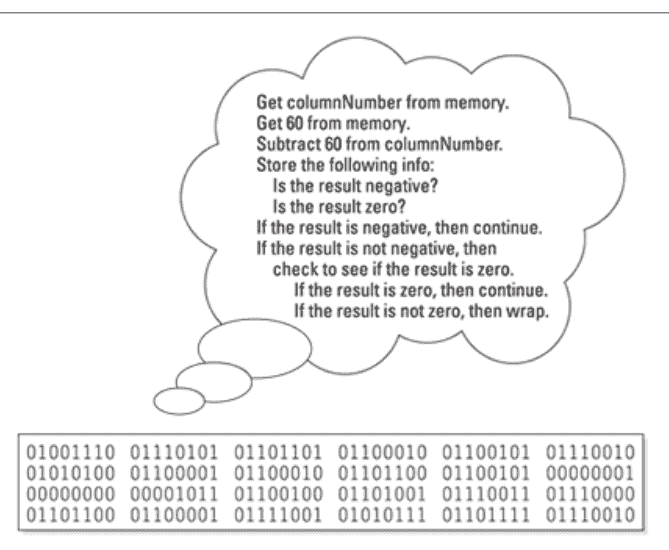 Get columnNumber from memory.
Get 60 from memory.
Subtract 60 from columnNumber.
Store the following info:
Is the result negative?
Is the result zero?
If the result is negative, then continue.
If the result is not negative, then
check to see if the result is zero.
If the result is zero, then continue.
If the result is not zero, then wrap.
01001110 01110101 01101101 01100010 01100101 01110010
01010100 01100001 01100010 01101100 01100101 00000001
00000000 00001011 01100100 01101001 01110011 01110000
01101100 01100001 01111001 01010111 01101111 01110010